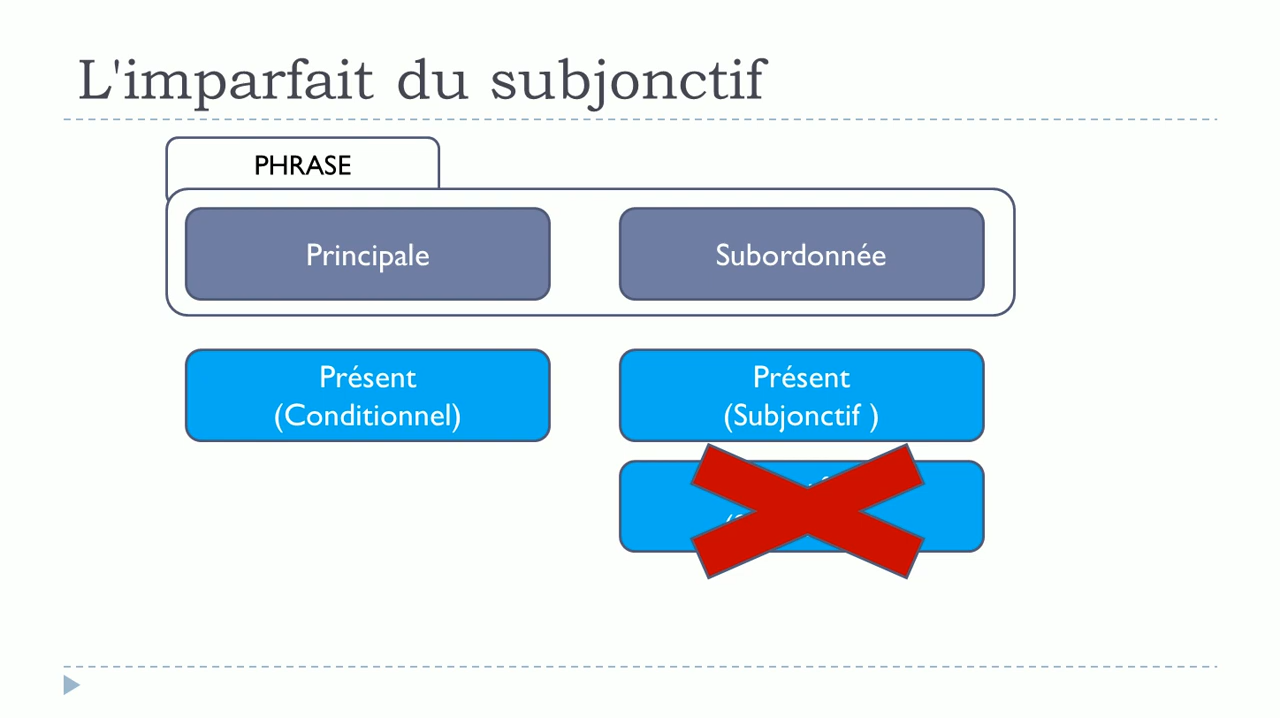 L'imparfait du subjonctif
PHRASE
Principale
Subordonnée
Présent
(Conditionnel)
Présent
(Subjonctif )